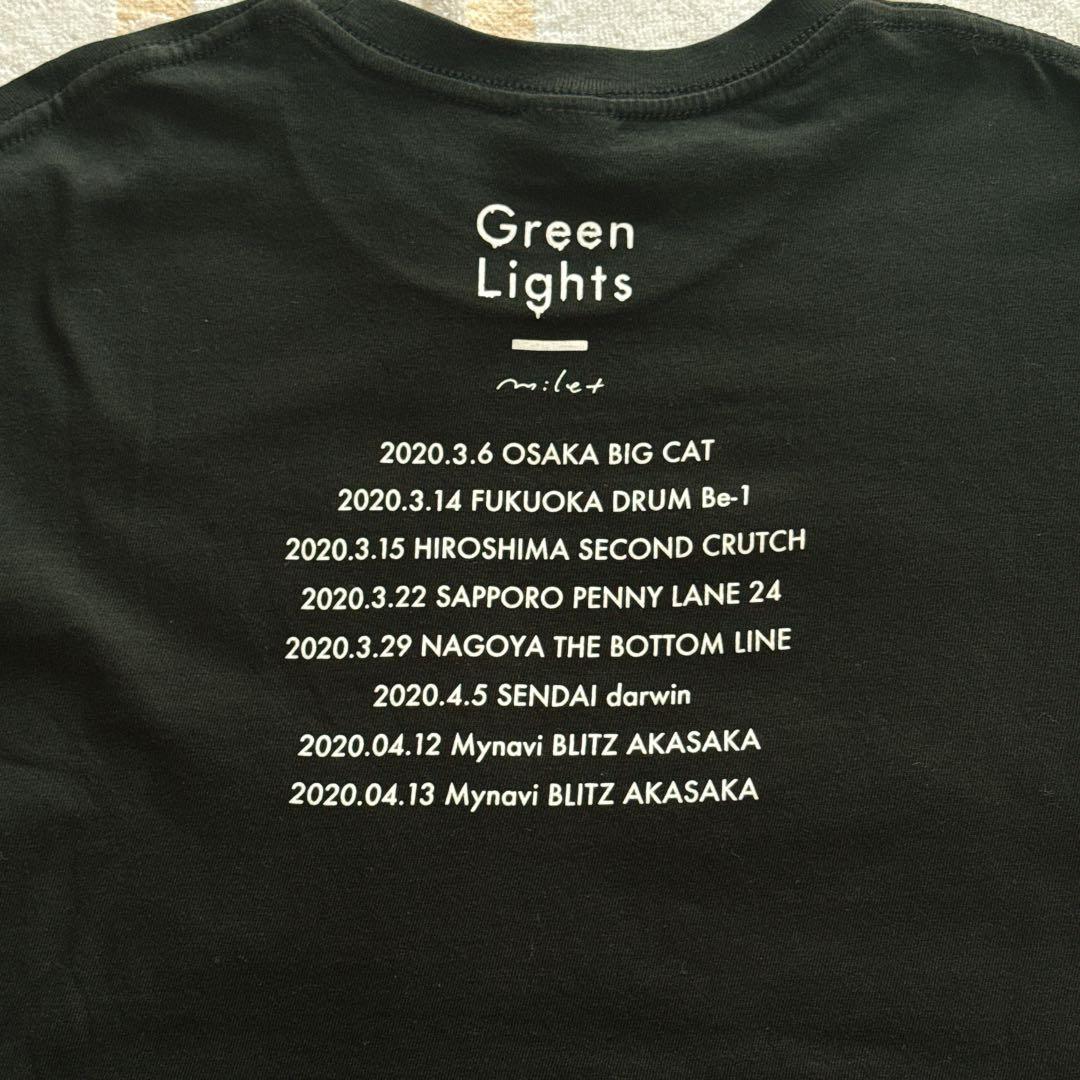 Green
Lights
milet
2020.3.6 OSAKA BIG CAT
2020.3.14 FUKUOKA DRUM Be-1
2020.3.15 HIROSHIMA SECOND CRUTCH
2020.3.22 SAPPORO PENNY LANE 24
2020.3.29 NAGOYA THE BOTTOM LINE
2020.4.5 SENDAI darwin
2020.04.12 Mynavi BLITZ AKASAKA
2020.04.13 Mynavi BLITZ AKASAKA